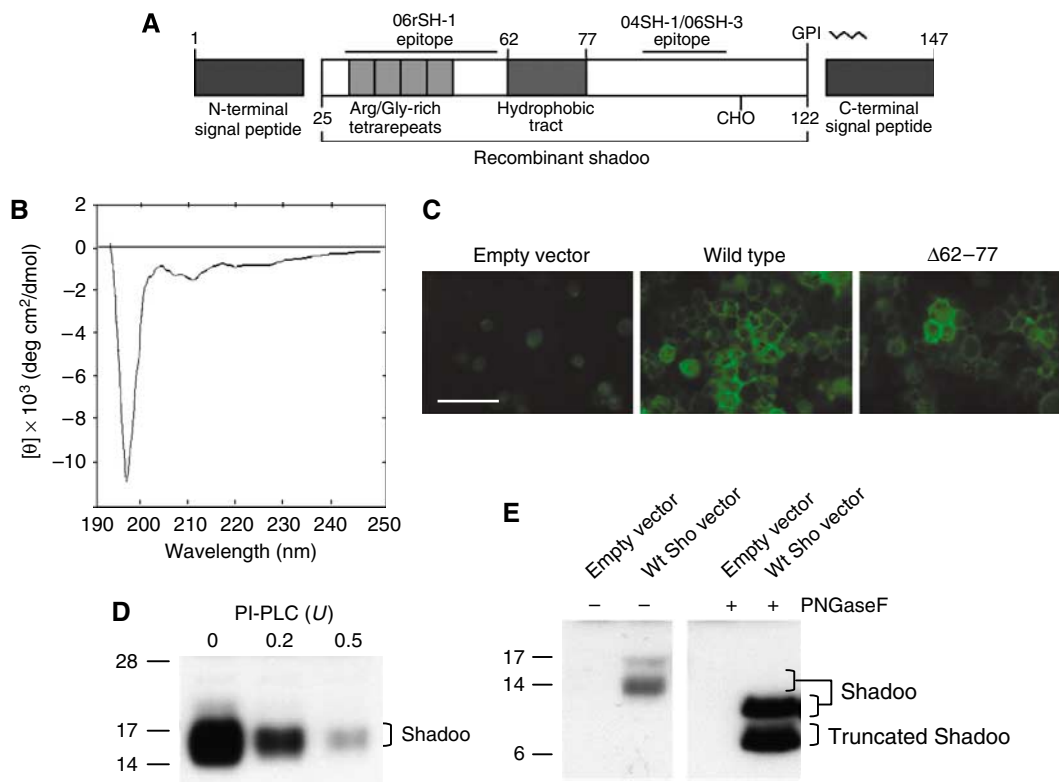 A
06rSH-1
epitope
04SH-1/06SH-3
epitope
GPI
1
62
77
147
N-terminal
signal peptide
25
Arg/Gly-rich
tetrarepeats
Hydrophobic
tract
CHO
122
C-terminal
signal peptide
Recombinant shadoo
B
2
0
−2
−4
−6
−8
−10
[θ] × 10³ (deg cm²/dmol)
190 200 210 220 230 240 250
Wavelength (nm)
C
Empty vector
Wild type
Δ62–77
D
PI-PLC (U)
0 0.2 0.5
28
17
14
Shadoo
E
Empty vector
Wt Sho vector
Empty vector
Wt Sho vector
– – + + PNGaseF
17
14
6
Shadoo
Truncated Shadoo